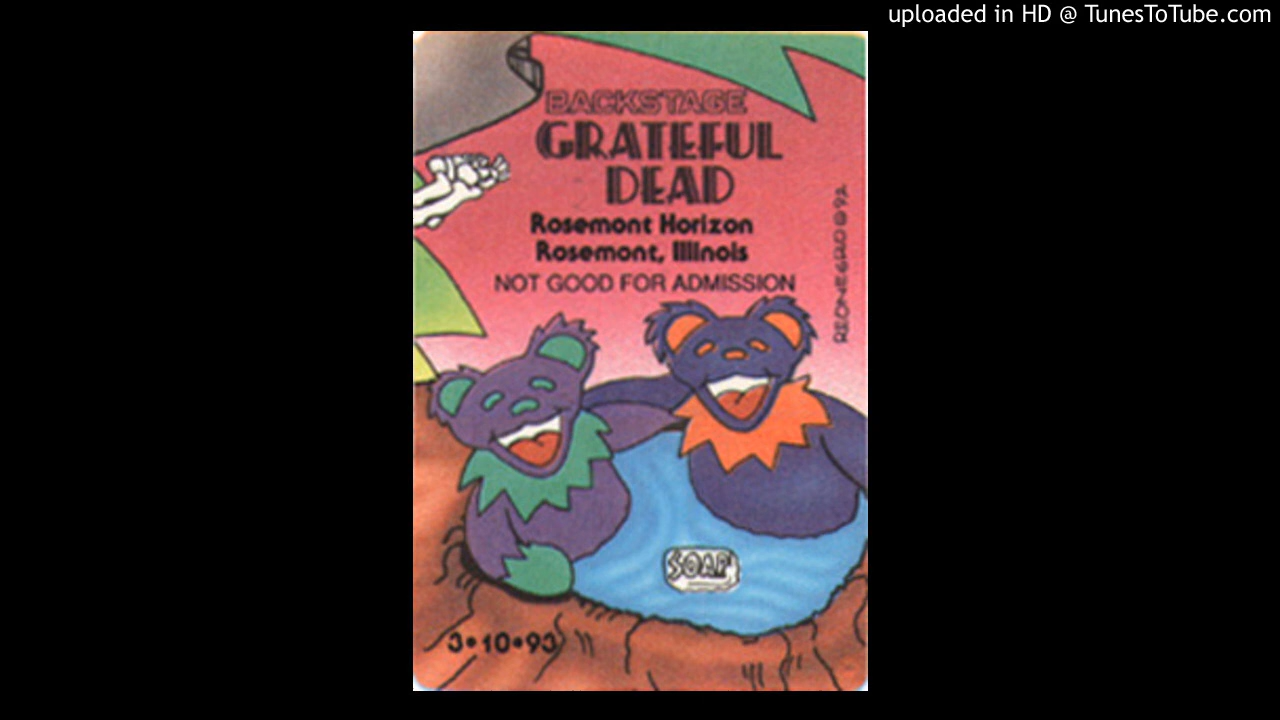 uploaded in HD @ TunesToTube.com
BACKSTAGE
GRATEFUL
DEAD
Rosemont Horizon
Rosemont, Illinois
NOT GOOD FOR ADMISSION
SOAP
3•10•93